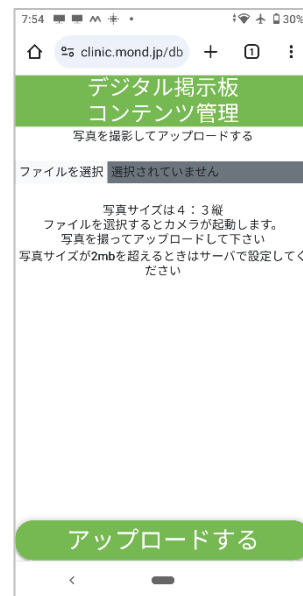 7:54
30%
clinic.mond.jp/db
1
デジタル掲示板
コンテンツ管理
写真を撮影してアップロードする
ファイルを選択 選択されていません
写真サイズは４：３縦
ファイルを選択するとカメラが起動します。
写真を撮ってアップロードして下さい
写真サイズが2mbを超えるときはサーバで設定してく
ださい
アップロードする